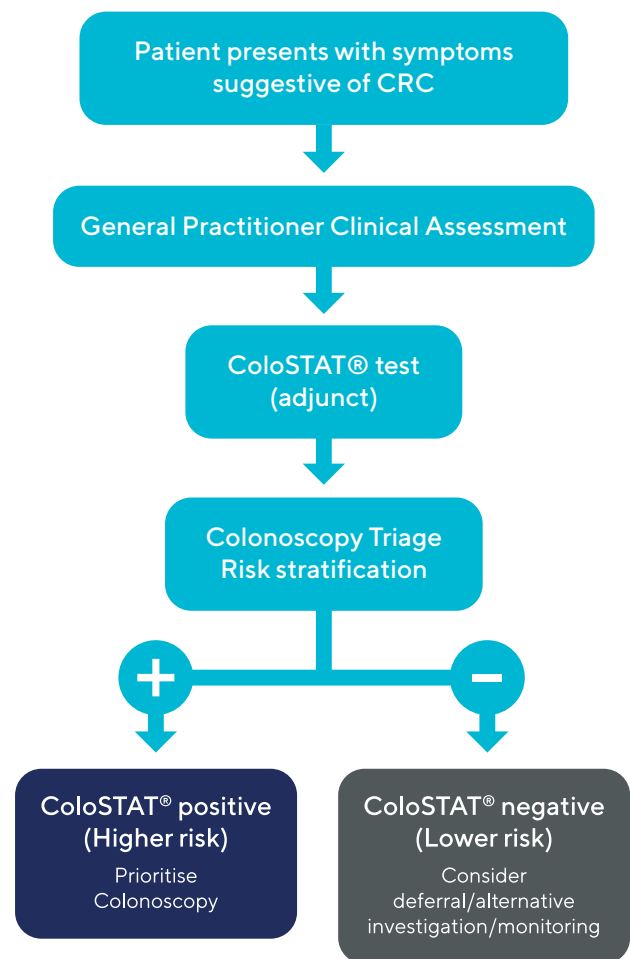 Patient presents with symptoms
suggestive of CRC
General Practitioner Clinical Assessment
ColoSTAT® test
(adjunct)
Colonoscopy Triage
Risk stratification
+
−
ColoSTAT® positive
(Higher risk)
Prioritise
Colonoscopy
ColoSTAT® negative
(Lower risk)
Consider
deferral/alternative
investigation/monitoring